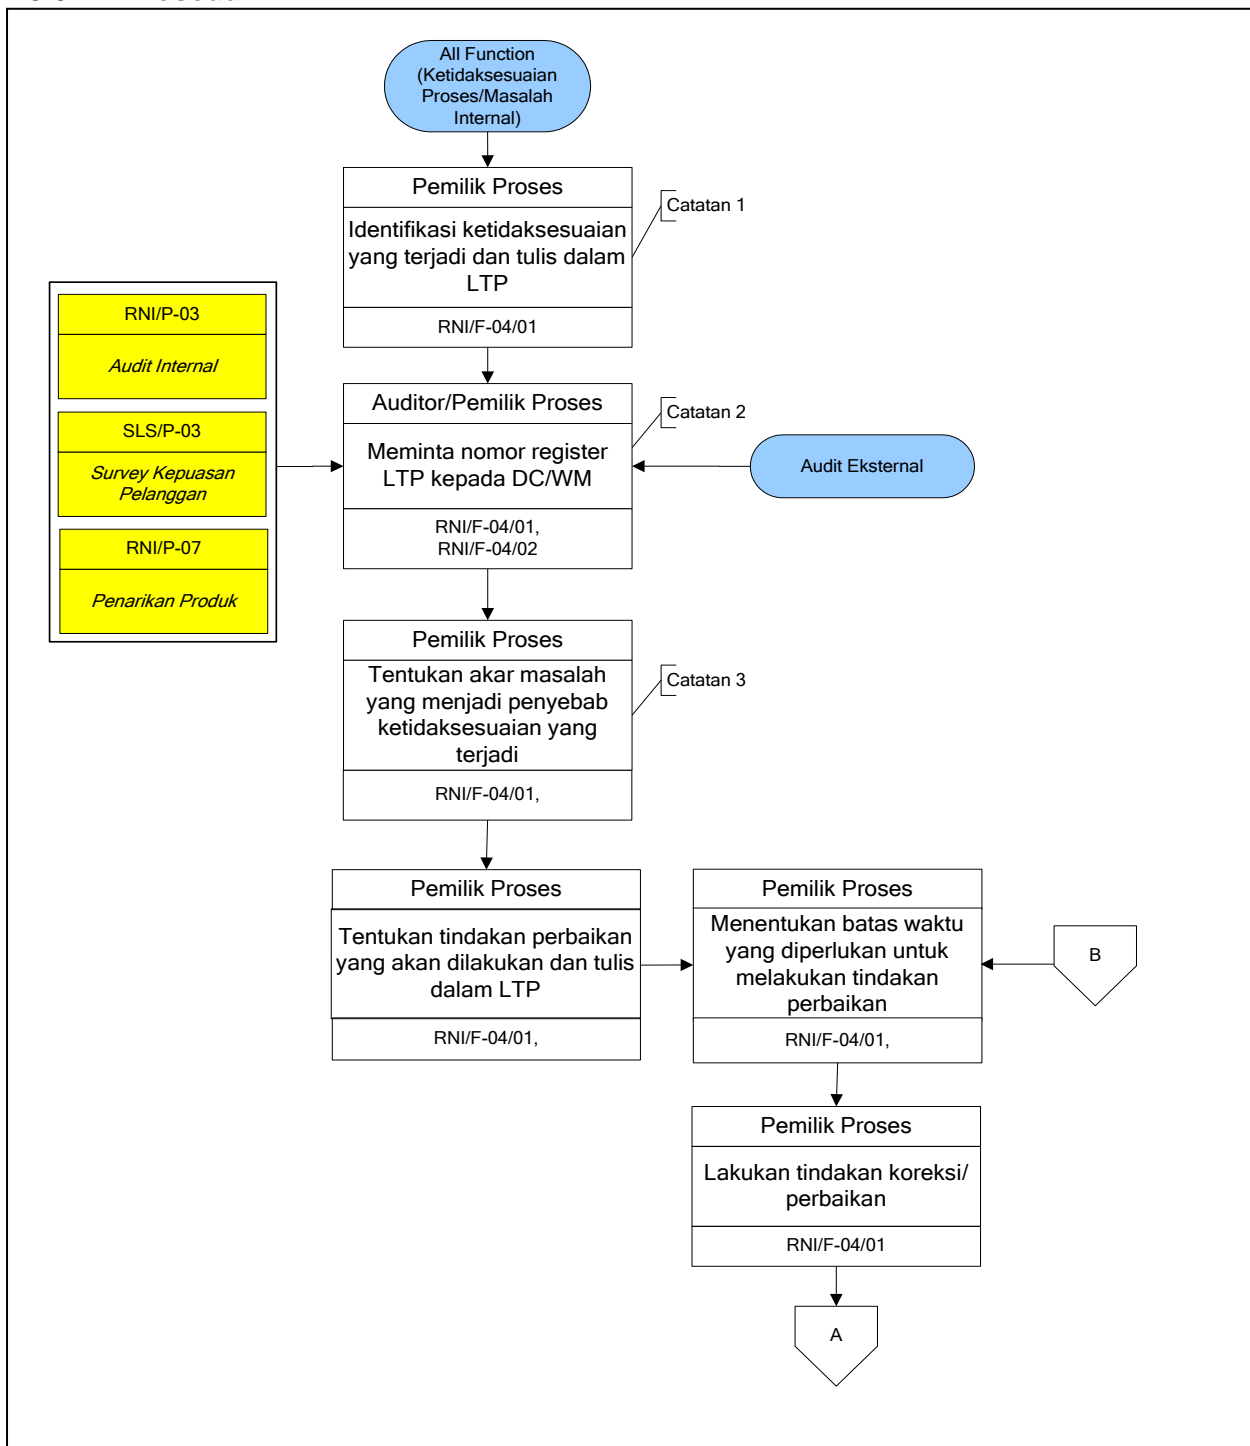 All Function
(Ketidaksesuaian
Proses/Masalah
Internal)
Pemilik Proses
Identifikasi ketidaksesuaian
yang terjadi dan tulis dalam
LTP
RNI/F-04/01
Catatan 1
RNI/P-03
Audit Internal
SLS/P-03
Survey Kepuasan
Pelanggan
RNI/P-07
Penarikan Produk
Auditor/Pemilik Proses
Meminta nomor register
LTP kepada DC/WM
RNI/F-04/01,
RNI/F-04/02
Catatan 2
Audit Eksternal
Pemilik Proses
Tentukan akar masalah
yang menjadi penyebab
ketidaksesuaian yang
terjadi
RNI/F-04/01,
Catatan 3
Pemilik Proses
Tentukan tindakan perbaikan
yang akan dilakukan dan tulis
dalam LTP
RNI/F-04/01,
Pemilik Proses
Menentukan batas waktu
yang diperlukan untuk
melakukan tindakan
perbaikan
RNI/F-04/01,
B
Pemilik Proses
Lakukan tindakan koreksi/
perbaikan
RNI/F-04/01
A